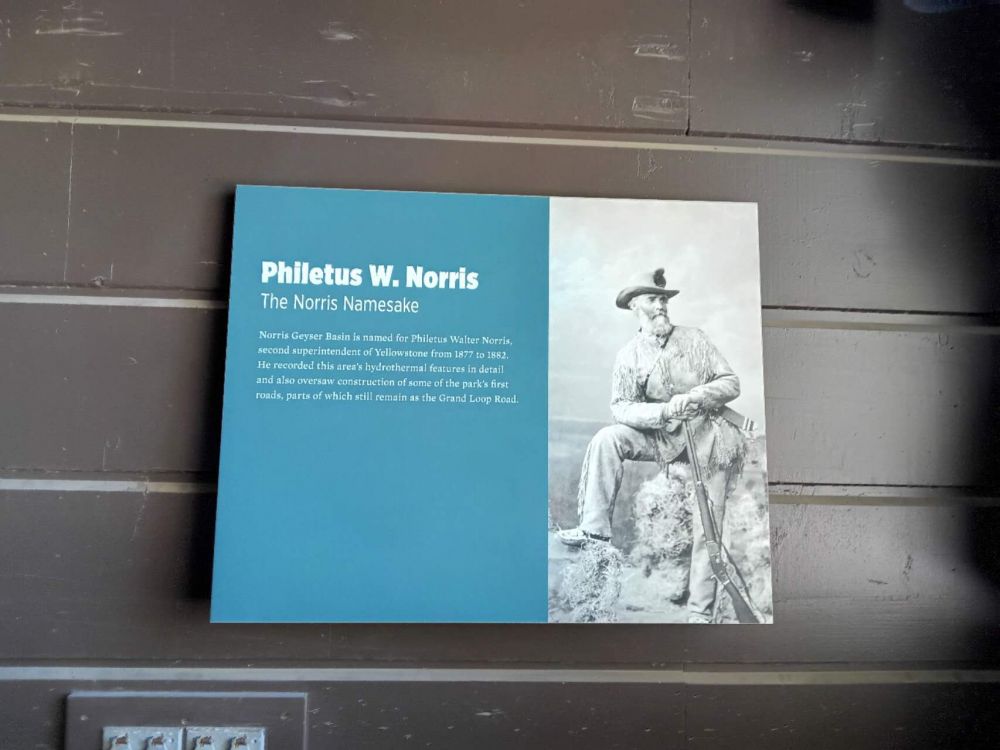 Philetus W. Norris
The Norris Namesake
Norris Geyser Basin is named for Philetus Walter Norris,
second superintendent of Yellowstone from 1877 to 1882.
He recorded this area's hydrothermal features in detail
and also oversaw construction of some of the park's first
roads, parts of which still remain as the Grand Loop Road.